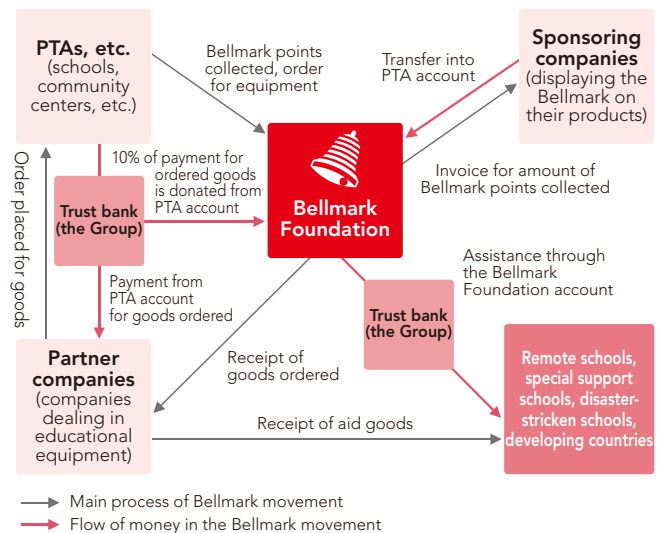 PTAs, etc.
(schools,
community
centers, etc.)
Bellmark points
collected, order
for equipment
Transfer into
PTA account
Sponsoring
companies
(displaying the
Bellmark on
their products)
Order placed for goods
10% of payment for
ordered goods
is donated from
PTA account
Trust bank
(the Group)
Bellmark
Foundation
Invoice for amount of
Bellmark points collected
Payment from
PTA account
for goods ordered
Assistance through
the Bellmark
Foundation account
Trust bank
(the Group)
Partner
companies
(companies
dealing in
educational
equipment)
Receipt of
goods ordered
Receipt of aid goods
Remote schools,
special support
schools, disaster-
stricken schools,
developing countries
Main process of Bellmark movement
Flow of money in the Bellmark movement